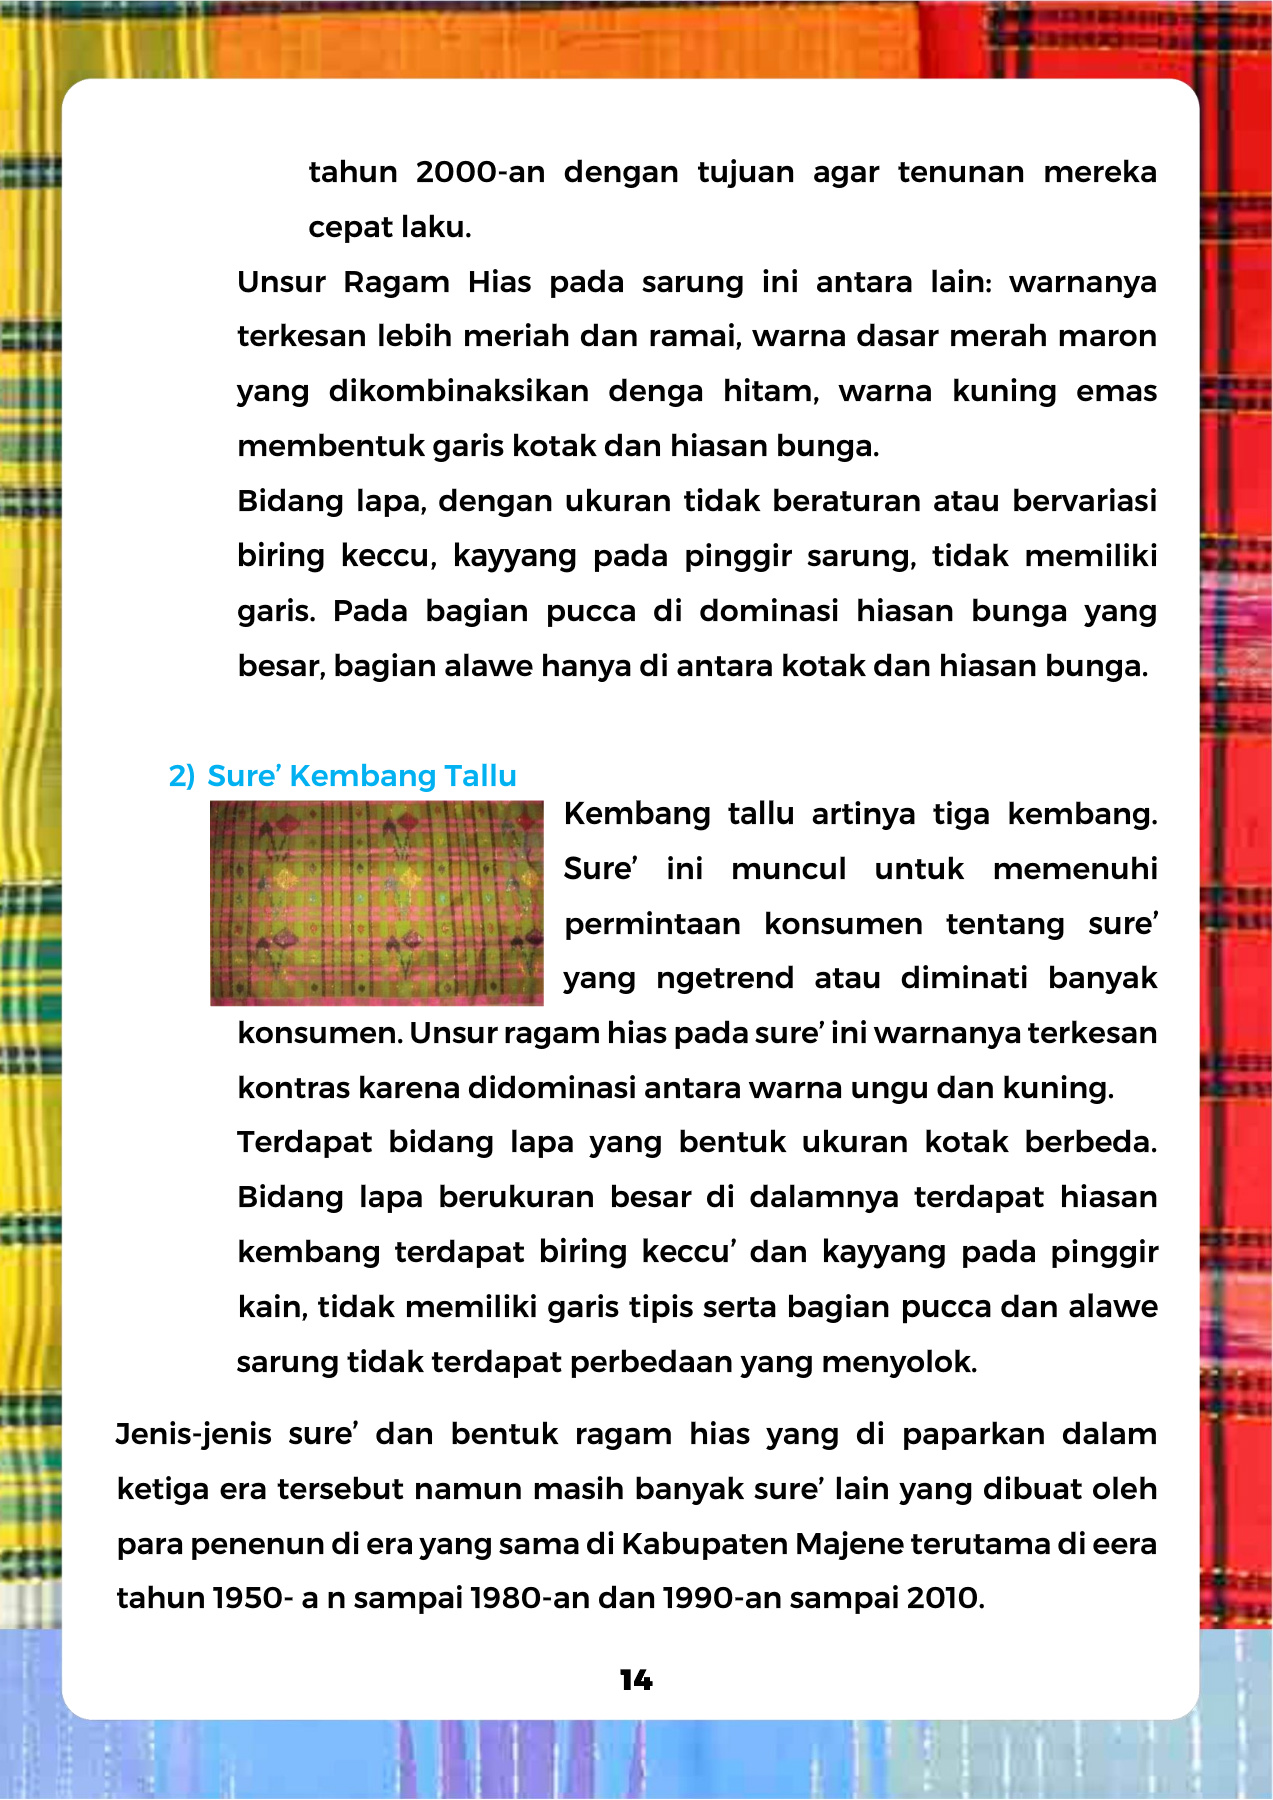 tahun 2000-an dengan tujuan agar tenunan mereka
cepat laku.
Unsur Ragam Hias pada sarung ini antara lain: warnanya
terkesan lebih meriah dan ramai, warna dasar merah maron
yang dikombinaksikan denga hitam, warna kuning emas
membentuk garis kotak dan hiasan bunga.
Bidang lapa, dengan ukuran tidak beraturan atau bervariasi
biring keccu, kayyang pada pinggir sarung, tidak memiliki
garis. Pada bagian pucca di dominasi hiasan bunga yang
besar, bagian alawe hanya di antara kotak dan hiasan bunga.
2) Sure’ Kembang Tallu
Kembang tallu artinya tiga kembang.
Sure’ ini muncul untuk memenuhi
permintaan konsumen tentang sure’
yang ngetrend atau diminati banyak
konsumen. Unsur ragam hias pada sure’ ini warnanya terkesan
kontras karena didominasi antara warna ungu dan kuning.
Terdapat bidang lapa yang bentuk ukuran kotak berbeda.
Bidang lapa berukuran besar di dalamnya terdapat hiasan
kembang terdapat biring keccu’ dan kayyang pada pinggir
kain, tidak memiliki garis tipis serta bagian pucca dan alawe
sarung tidak terdapat perbedaan yang menyolok.
Jenis-jenis sure’ dan bentuk ragam hias yang di paparkan dalam
ketiga era tersebut namun masih banyak sure’ lain yang dibuat oleh
para penenun di era yang sama di Kabupaten Majene terutama di eera
tahun 1950- a n sampai 1980-an dan 1990-an sampai 2010.
14